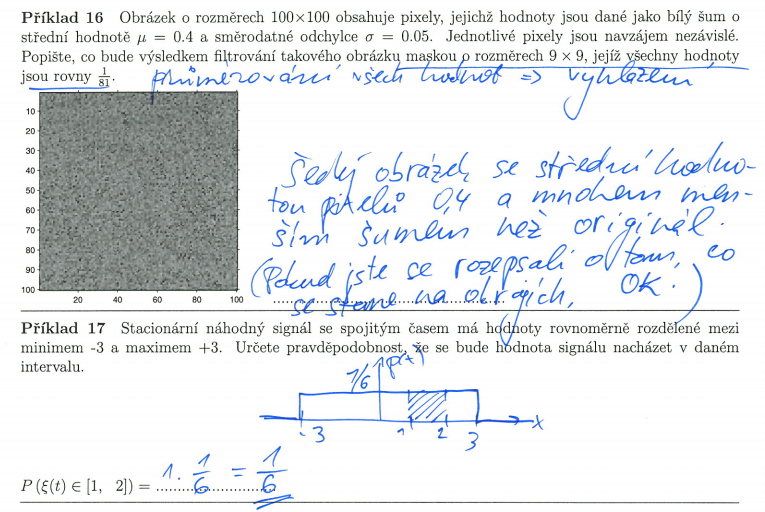 Příklad 16 Obrázek o rozměrech 100×100 obsahuje pixely, jejichž hodnoty jsou dané jako bílý šum o
střední hodnotě μ = 0.4 a směrodatné odchylce σ = 0.05. Jednotlivé pixely jsou navzájem nezávislé.
Popište, co bude výsledkem filtrování takového obrázku maskou o rozměrech 9 × 9, jejíž všechny hodnoty
jsou rovny 1/81.
průměrování všech hodnot => vyhlazení
10
20
30
40
50
60
70
80
90
100
20 40 60 80 100
Šedý obrázek se střední hodno-
tou pixelů 0,4 a mnohem men-
ším šumem než originál.
(Pokud jste se rozepsali o tom, co
se stane na okrajích, OK.)
Příklad 17 Stacionární náhodný signál se spojitým časem má hodnoty rovnoměrně rozdělené mezi
minimem -3 a maximem +3. Určete pravděpodobnost, že se bude hodnota signálu nacházet v daném
intervalu.
1/6 p(x)
-3 1 2 3 x
P (ξ(t) ∈ [1, 2]) = 1 · 1/6 = 1/6